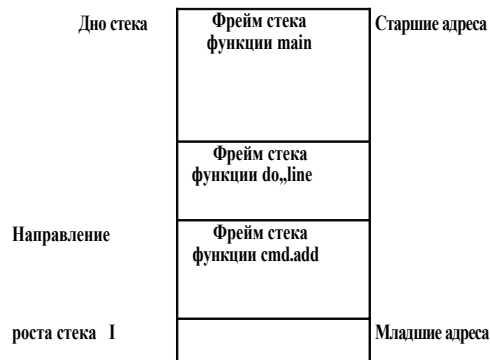 Дно стека
Фрейм стека
функции main
Старшие адреса
Фрейм стека
функции do„line
Направление
Фрейм стека
функции cmd.add
роста стека I
Младшие адреса